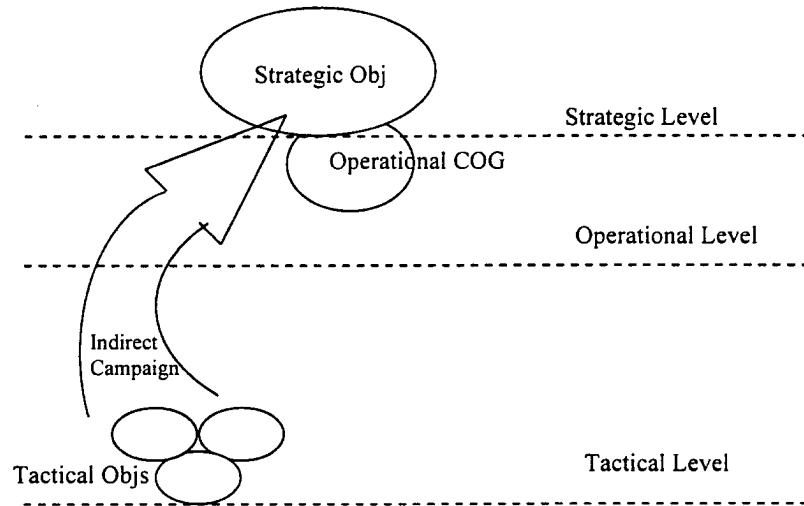 Strategic Obj
Strategic Level
Operational COG
Operational Level
Indirect
Campaign
Tactical Objs
Tactical Level